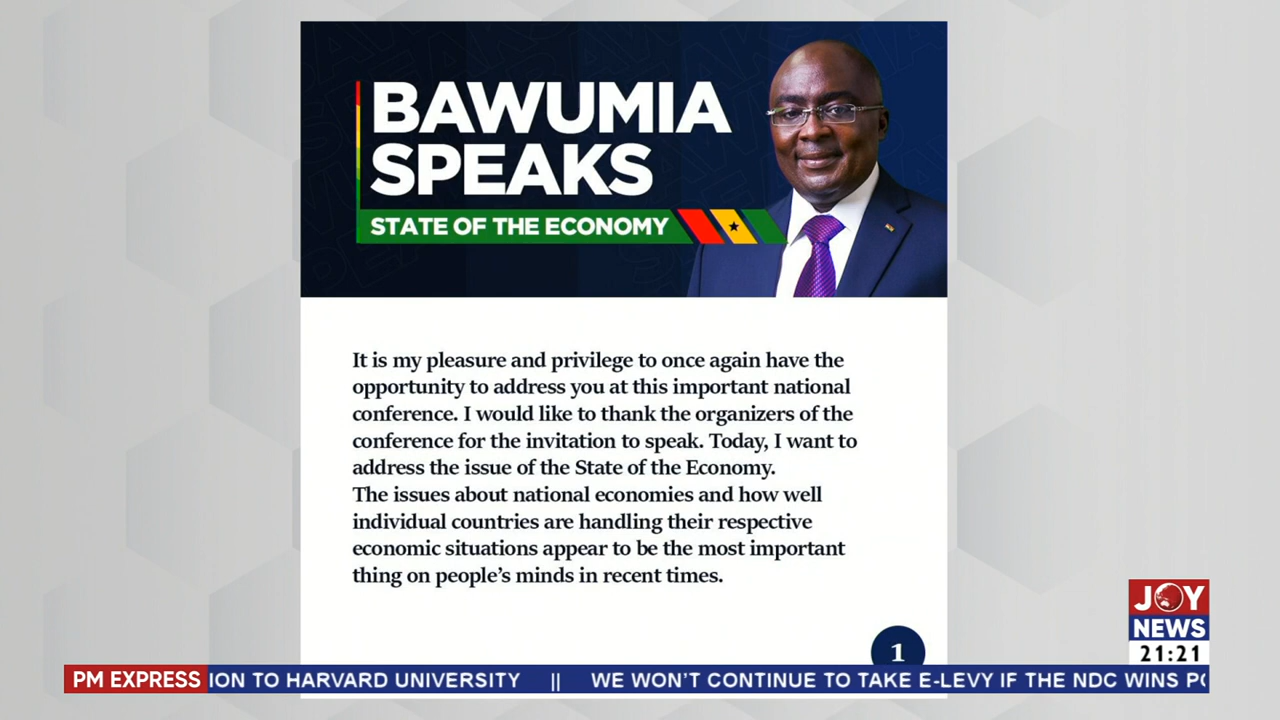 BAWUMIA
SPEAKS
STATE OF THE ECONOMY
It is my pleasure and privilege to once again have the
opportunity to address you at this important national
conference. I would like to thank the organizers of the
conference for the invitation to speak. Today, I want to
address the issue of the State of the Economy.
The issues about national economies and how well
individual countries are handling their respective
economic situations appear to be the most important
thing on people’s minds in recent times.
1
JOY
NEWS
21:21
PM EXPRESS
ION TO HARVARD UNIVERSITY || WE WON’T CONTINUE TO TAKE E-LEVY IF THE NDC WINS